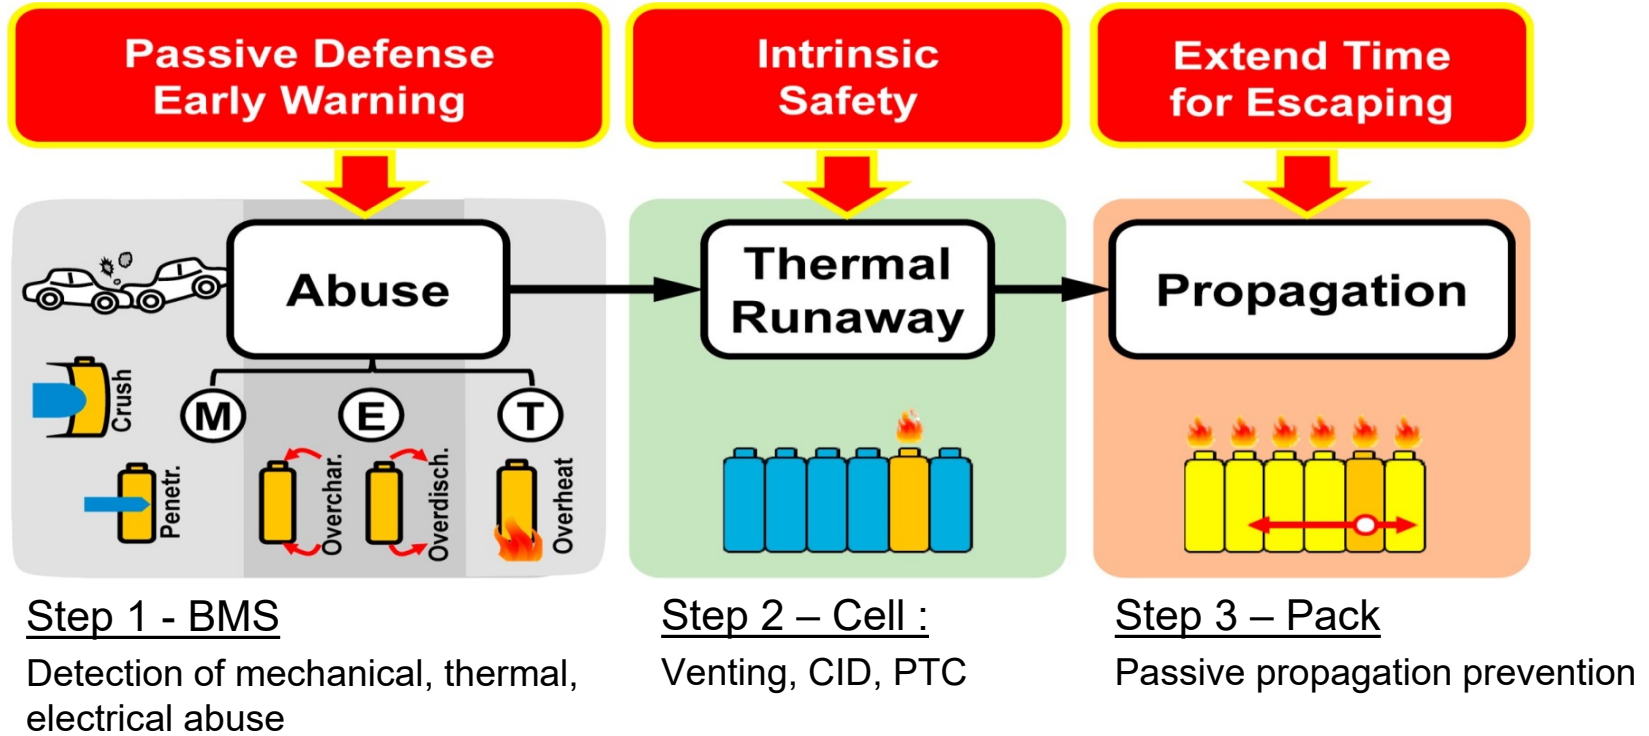 Passive Defense
Early Warning
Intrinsic
Safety
Extend Time
for Escaping
Abuse
Thermal
Runaway
Propagation
M
E
T
Crush
Penetr.
Overchar.
Overdisch.
Overheat
Step 1 - BMS
Detection of mechanical, thermal,
electrical abuse
Step 2 – Cell :
Venting, CID, PTC
Step 3 – Pack
Passive propagation prevention